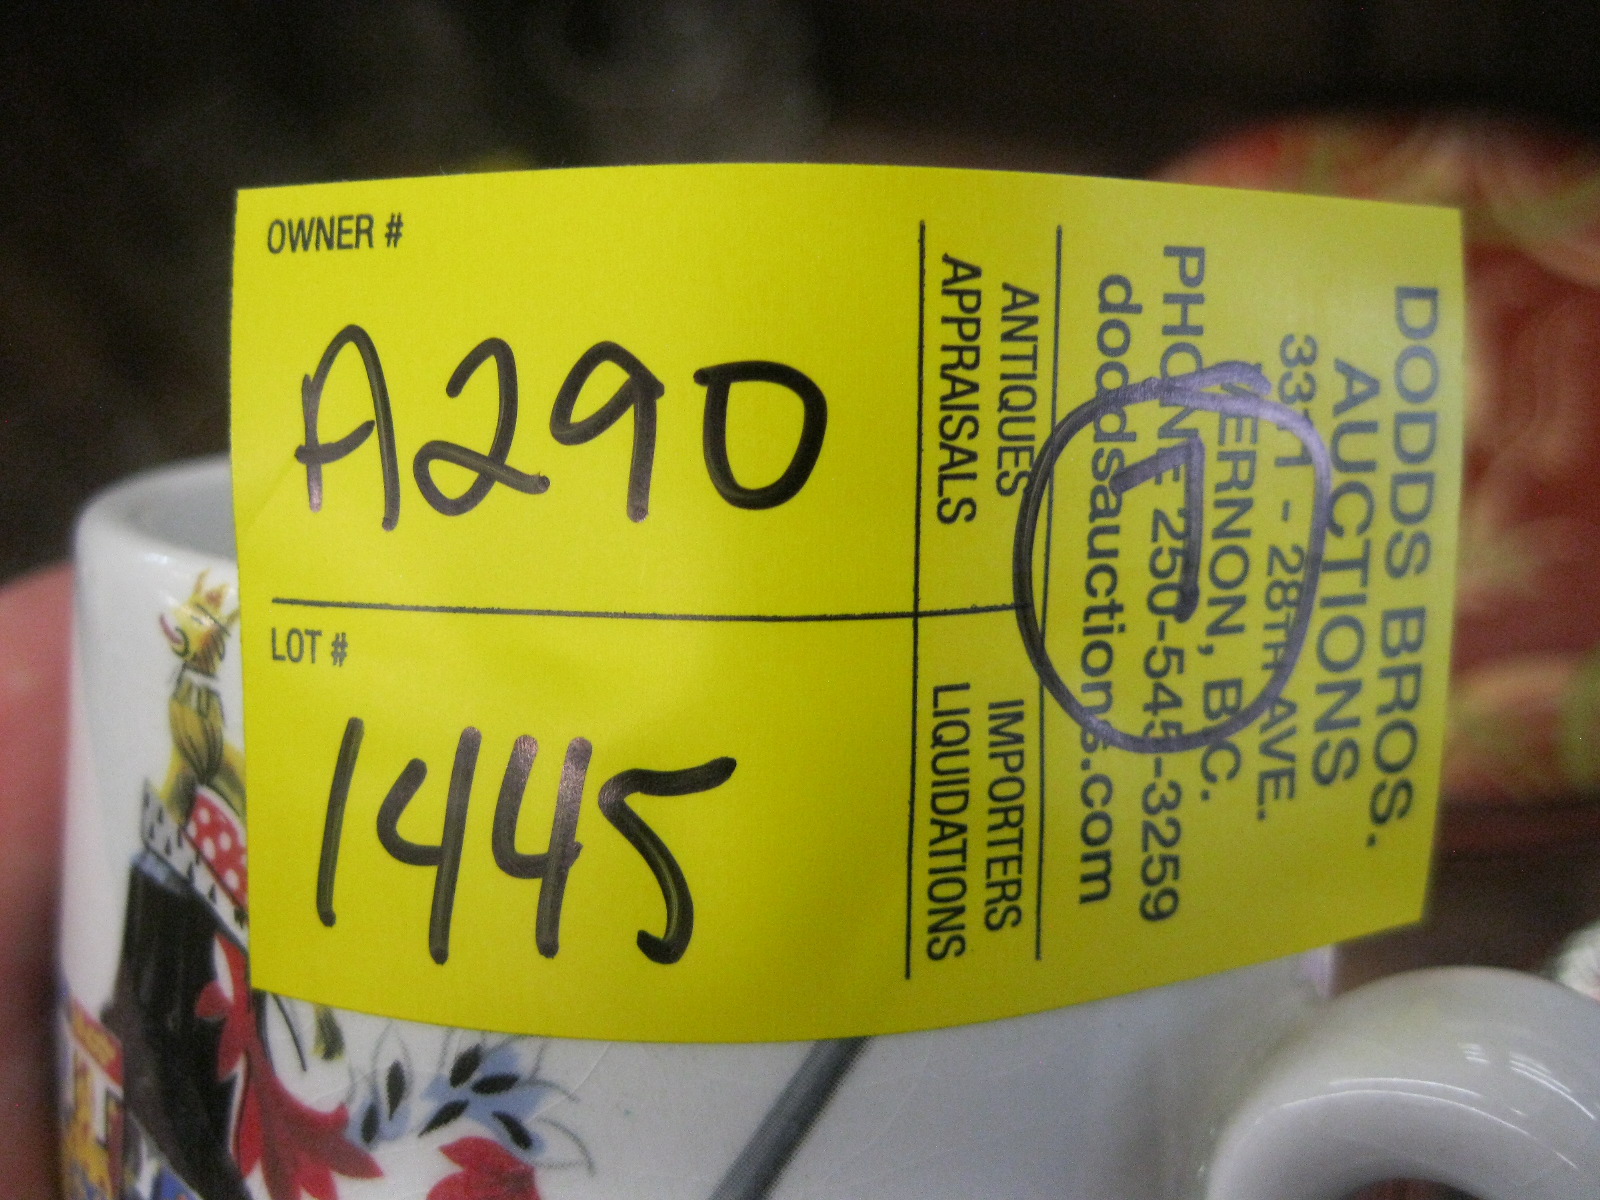 OWNER #
A290
LOT #
1445
ANTIQUES
APPRAISALS
IMPORTERS
LIQUIDATIONS
DODDS BROS.
AUCTIONS
3311 - 28TH AVE.
VERNON, B.C.
PHONE 250-545-3259
doddsauctions.com